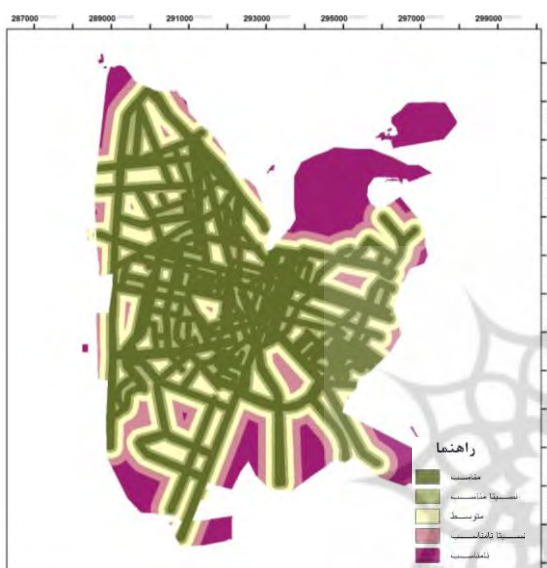 287000 289000 291000 293000 295000 297000 299000
راهنما
مناسب
نسبتا مناسب
متوسط
نسبتا نامناسب
نامناسب